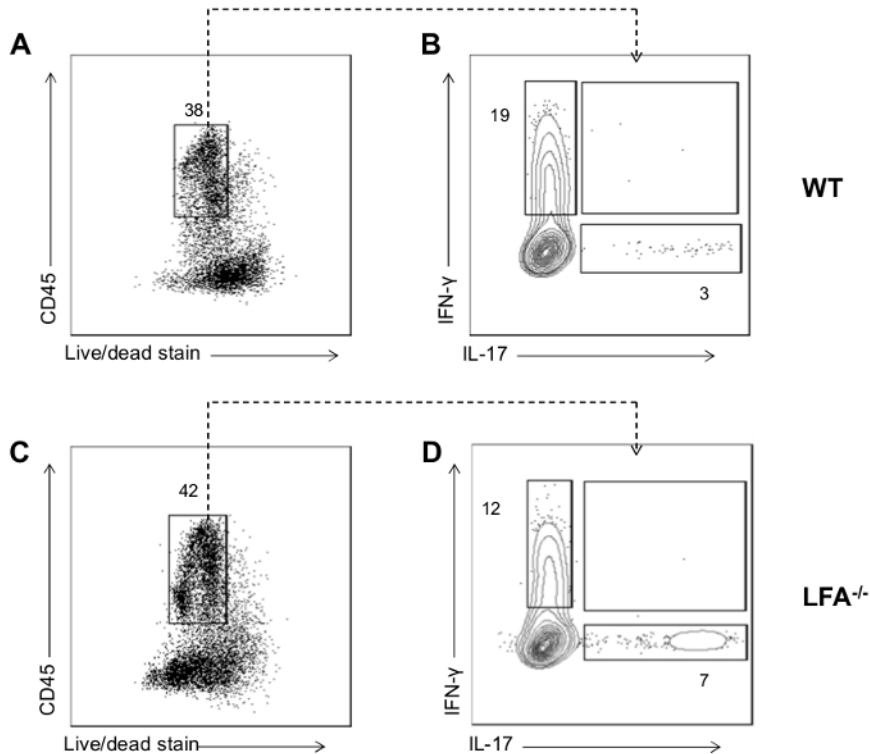 A
B
38
19
WT
CD45
IFN-γ
3
Live/dead stain
IL-17
C
D
42
12
LFA-/-
CD45
IFN-γ
7
Live/dead stain
IL-17